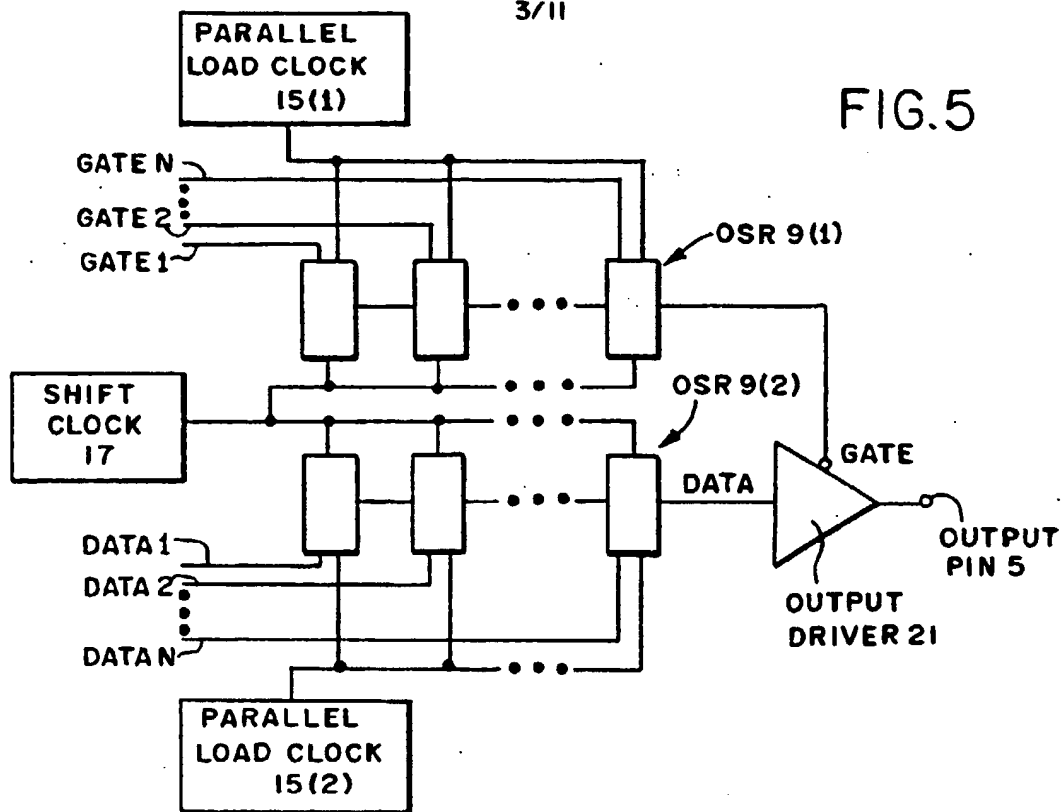 3/11
PARALLEL
LOAD CLOCK
15(1)
FIG.5
GATE N
GATE 2
GATE 1
OSR 9(1)
SHIFT
CLOCK
17
OSR 9(2)
GATE
DATA
OUTPUT
PIN 5
OUTPUT
DRIVER 21
DATA 1
DATA 2
DATA N
PARALLEL
LOAD CLOCK
15(2)